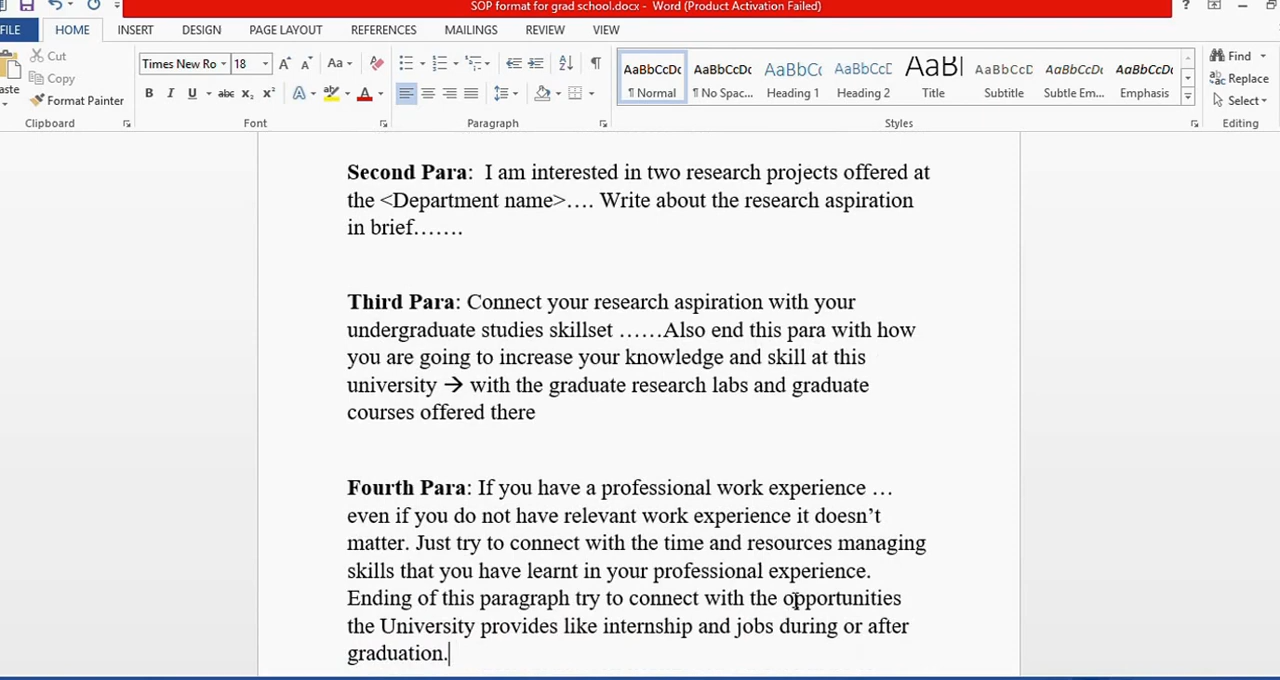 SOP format for grad school.docx - Word (Product Activation Failed)
FILE HOME INSERT DESIGN PAGE LAYOUT REFERENCES MAILINGS REVIEW VIEW
Cut
Copy
Format Painter
Clipboard
Times New Ro 18 Aa
B I U abc x₂ x² A A
Font
Paragraph
AaBbCcDc AaBbCcDc AaBbCc AaBbCcD AaB AaBbCcD AaBbCcDc AaBbCcDc
¶ Normal ¶ No Spac... Heading 1 Heading 2 Title Subtitle Subtle Em... Emphasis
Styles
Find
Replace
Select
Editing
Second Para:  I am interested in two research projects offered at
the <Department name>…. Write about the research aspiration
in brief…….
Third Para: Connect your research aspiration with your
undergraduate studies skillset ……Also end this para with how
you are going to increase your knowledge and skill at this
university → with the graduate research labs and graduate
courses offered there
Fourth Para: If you have a professional work experience …
even if you do not have relevant work experience it doesn’t
matter. Just try to connect with the time and resources managing
skills that you have learnt in your professional experience.
Ending of this paragraph try to connect with the opportunities
the University provides like internship and jobs during or after
graduation.